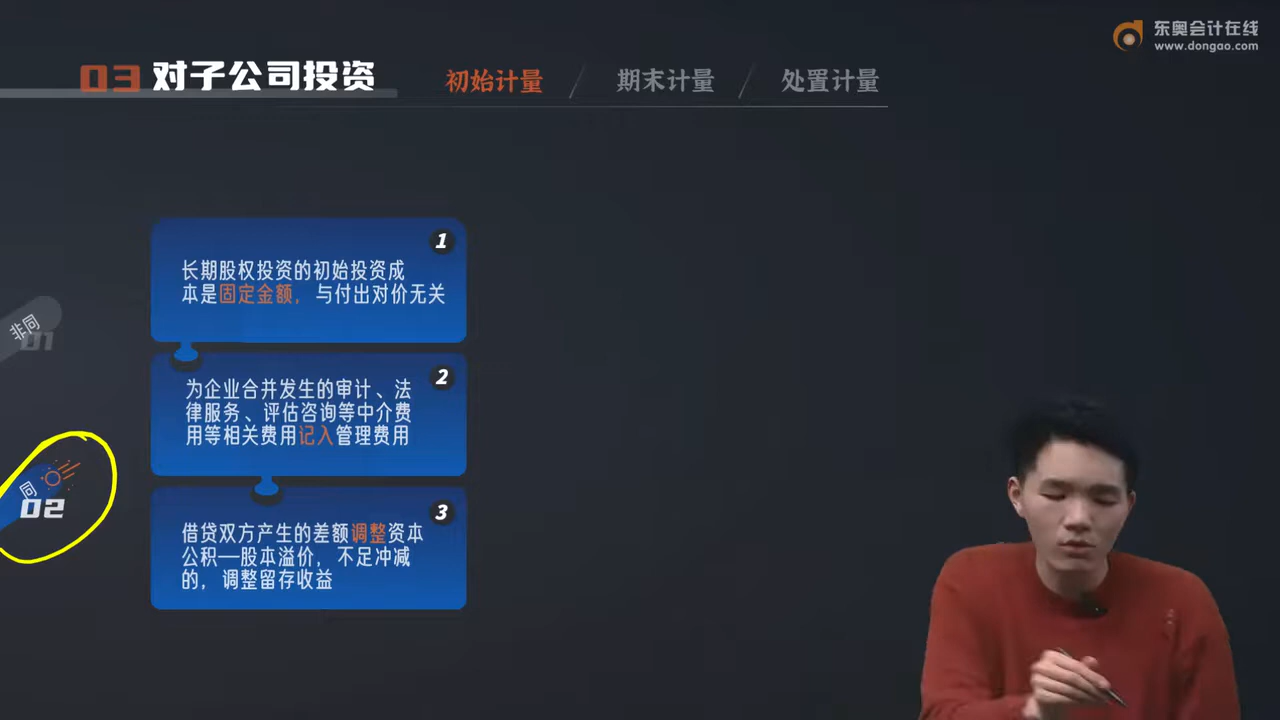 东奥会计在线
www.dongao.com
03 对子公司投资
初始计量 / 期末计量 / 处置计量
1
长期股权投资的初始投资成
本是固定金额，与付出对价无关
非同
01
2
为企业合并发生的审计、法
律服务、评估咨询等中介费
用等相关费用记入管理费用
同
02
3
借贷双方产生的差额调整资本
公积—股本溢价，不足冲减
的，调整留存收益